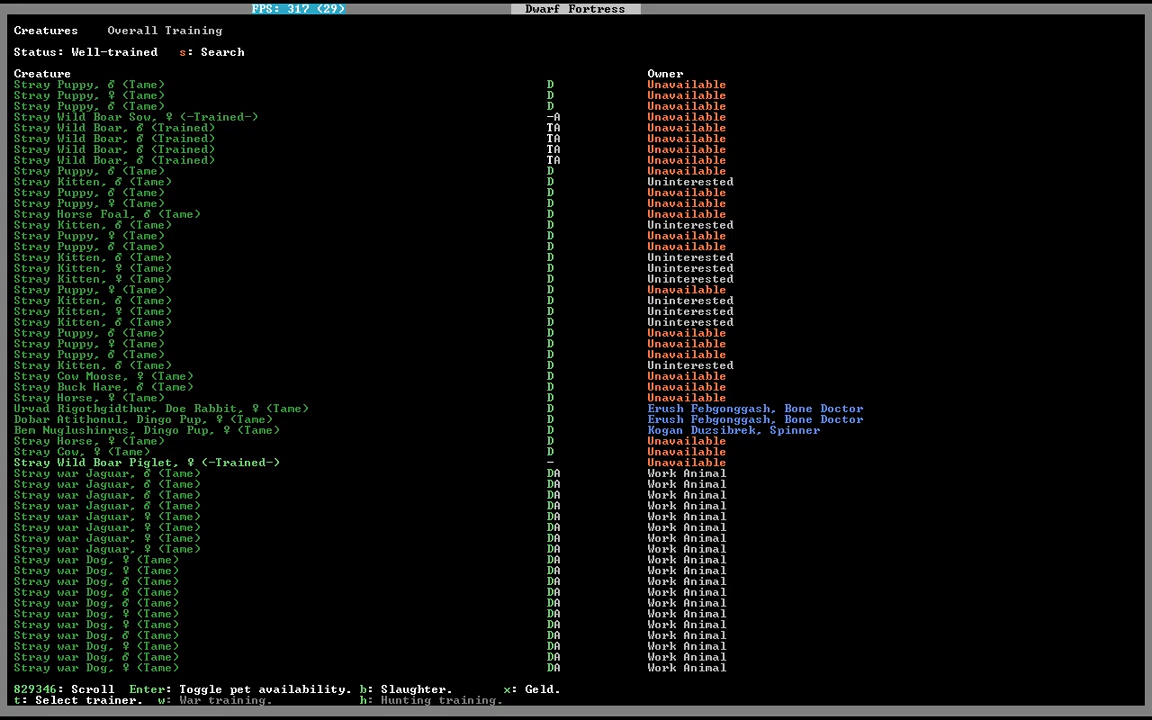 FPS: 317 (29) Dwarf Fortress
Creatures Overall Training
Status: Well-trained s: Search
Creature Owner
Stray Puppy, ♂ (Tame) D Unavailable
Stray Puppy, ♀ (Tame) D Unavailable
Stray Puppy, ♂ (Tame) D Unavailable
Stray Wild Boar Sow, ♀ (-Trained-) -A Unavailable
Stray Wild Boar, ♂ (Trained) TA Unavailable
Stray Wild Boar, ♂ (Trained) TA Unavailable
Stray Wild Boar, ♂ (Trained) TA Unavailable
Stray Wild Boar, ♂ (Trained) TA Unavailable
Stray Puppy, ♂ (Tame) D Unavailable
Stray Kitten, ♂ (Tame) D Uninterested
Stray Puppy, ♂ (Tame) D Unavailable
Stray Puppy, ♀ (Tame) D Unavailable
Stray Horse Foal, ♂ (Tame) D Unavailable
Stray Kitten, ♂ (Tame) D Uninterested
Stray Puppy, ♀ (Tame) D Unavailable
Stray Puppy, ♂ (Tame) D Unavailable
Stray Kitten, ♂ (Tame) D Uninterested
Stray Kitten, ♀ (Tame) D Uninterested
Stray Kitten, ♀ (Tame) D Uninterested
Stray Puppy, ♀ (Tame) D Unavailable
Stray Kitten, ♂ (Tame) D Uninterested
Stray Kitten, ♀ (Tame) D Uninterested
Stray Kitten, ♂ (Tame) D Uninterested
Stray Puppy, ♂ (Tame) D Unavailable
Stray Puppy, ♀ (Tame) D Unavailable
Stray Puppy, ♂ (Tame) D Unavailable
Stray Kitten, ♂ (Tame) D Uninterested
Stray Cow Moose, ♀ (Tame) D Unavailable
Stray Buck Hare, ♂ (Tame) D Unavailable
Stray Horse, ♀ (Tame) D Unavailable
Urvad Rigothgidthur, Doe Rabbit, ♀ (Tame) D Erush Febgonggash, Bone Doctor
Dobar Atithonul, Dingo Pup, ♀ (Tame) D Erush Febgonggash, Bone Doctor
Ben Nuglushinrus, Dingo Pup, ♀ (Tame) D Kogan Duzsibrek, Spinner
Stray Horse, ♀ (Tame) D Unavailable
Stray Cow, ♀ (Tame) D Unavailable
Stray Wild Boar Piglet, ♀ (-Trained-) - Unavailable
Stray war Jaguar, ♂ (Tame) DA Work Animal
Stray war Jaguar, ♂ (Tame) DA Work Animal
Stray war Jaguar, ♂ (Tame) DA Work Animal
Stray war Jaguar, ♂ (Tame) DA Work Animal
Stray war Jaguar, ♀ (Tame) DA Work Animal
Stray war Jaguar, ♀ (Tame) DA Work Animal
Stray war Jaguar, ♀ (Tame) DA Work Animal
Stray war Jaguar, ♀ (Tame) DA Work Animal
Stray war Dog, ♀ (Tame) DA Work Animal
Stray war Dog, ♀ (Tame) DA Work Animal
Stray war Dog, ♂ (Tame) DA Work Animal
Stray war Dog, ♀ (Tame) DA Work Animal
Stray war Dog, ♂ (Tame) DA Work Animal
Stray war Dog, ♀ (Tame) DA Work Animal
Stray war Dog, ♀ (Tame) DA Work Animal
Stray war Dog, ♂ (Tame) DA Work Animal
Stray war Dog, ♀ (Tame) DA Work Animal
Stray war Dog, ♂ (Tame) DA Work Animal
Stray war Dog, ♀ (Tame) DA Work Animal
829346: Scroll Enter: Toggle pet availability. b: Slaughter. x: Geld.
t: Select trainer. w: War training. h: Hunting training.